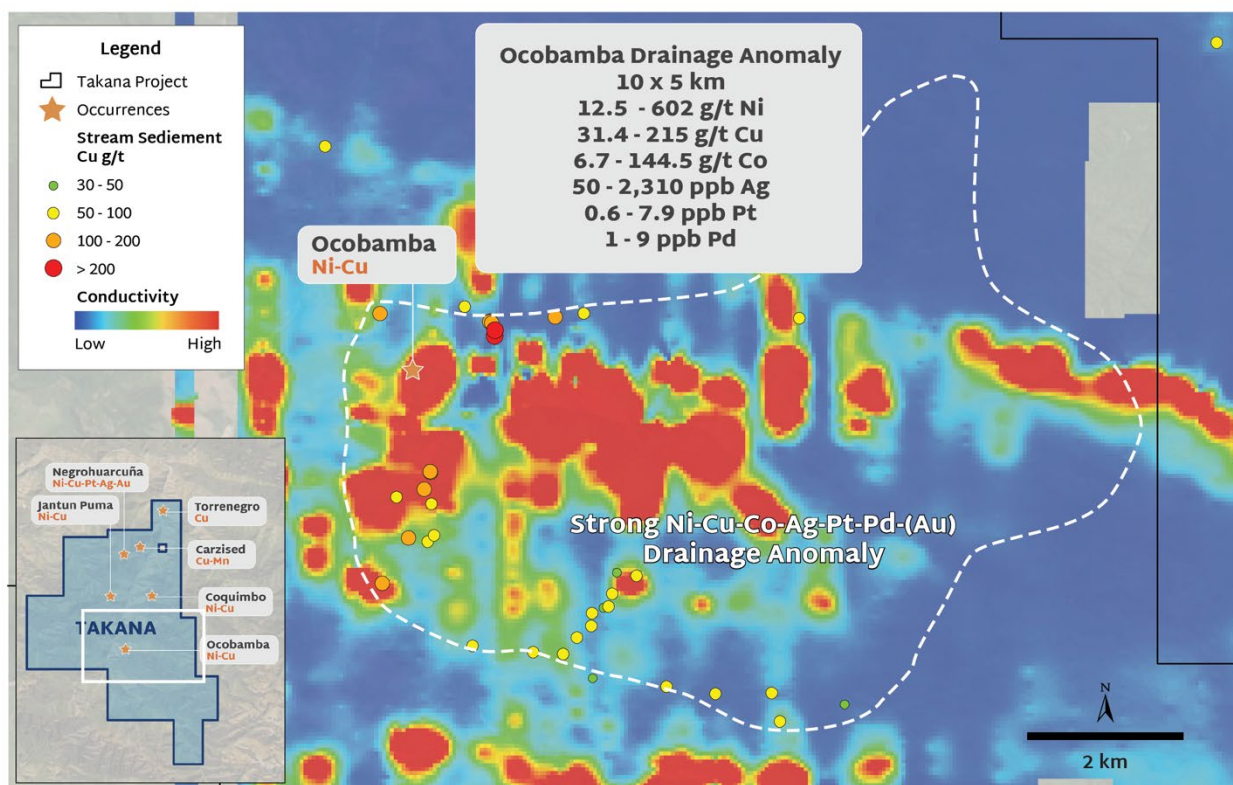 Legend
Takana Project
Occurrences
Stream Sediement
Cu g/t
30 - 50
50 - 100
100 - 200
> 200
Conductivity
Low High
Ocobamba Drainage Anomaly
10 x 5 km
12.5 - 602 g/t Ni
31.4 - 215 g/t Cu
6.7 - 144.5 g/t Co
50 - 2,310 ppb Ag
0.6 - 7.9 ppb Pt
1 - 9 ppb Pd
Ocobamba
Ni-Cu
Strong Ni-Cu-Co-Ag-Pt-Pd-(Au)
Drainage Anomaly
Negrohuarcuña
Ni-Cu-Pt-Ag-Au
Jantun Puma
Ni-Cu
Torrenegro
Cu
Carzised
Cu-Mn
Coquimbo
Ni-Cu
TAKANA
Ocobamba
Ni-Cu
N
2 km